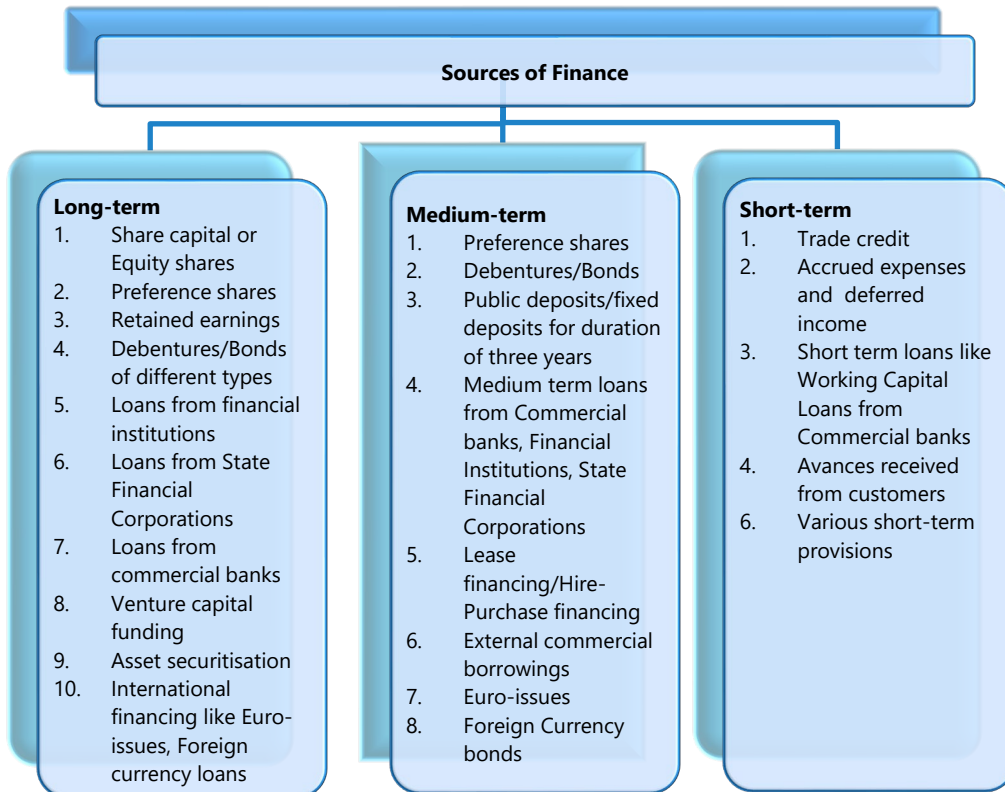 Sources of Finance
Long-term
1. Share capital or
Equity shares
2. Preference shares
3. Retained earnings
4. Debentures/Bonds
of different types
5. Loans from financial
institutions
6. Loans from State
Financial
Corporations
7. Loans from
commercial banks
8. Venture capital
funding
9. Asset securitisation
10. International
financing like Euro-
issues, Foreign
currency loans
Medium-term
1. Preference shares
2. Debentures/Bonds
3. Public deposits/fixed
deposits for duration
of three years
4. Medium term loans
from Commercial
banks, Financial
Institutions, State
Financial
Corporations
5. Lease
financing/Hire-
Purchase financing
6. External commercial
borrowings
7. Euro-issues
8. Foreign Currency
bonds
Short-term
1. Trade credit
2. Accrued expenses
and deferred
income
3. Short term loans like
Working Capital
Loans from
Commercial banks
4. Avances received
from customers
6. Various short-term
provisions